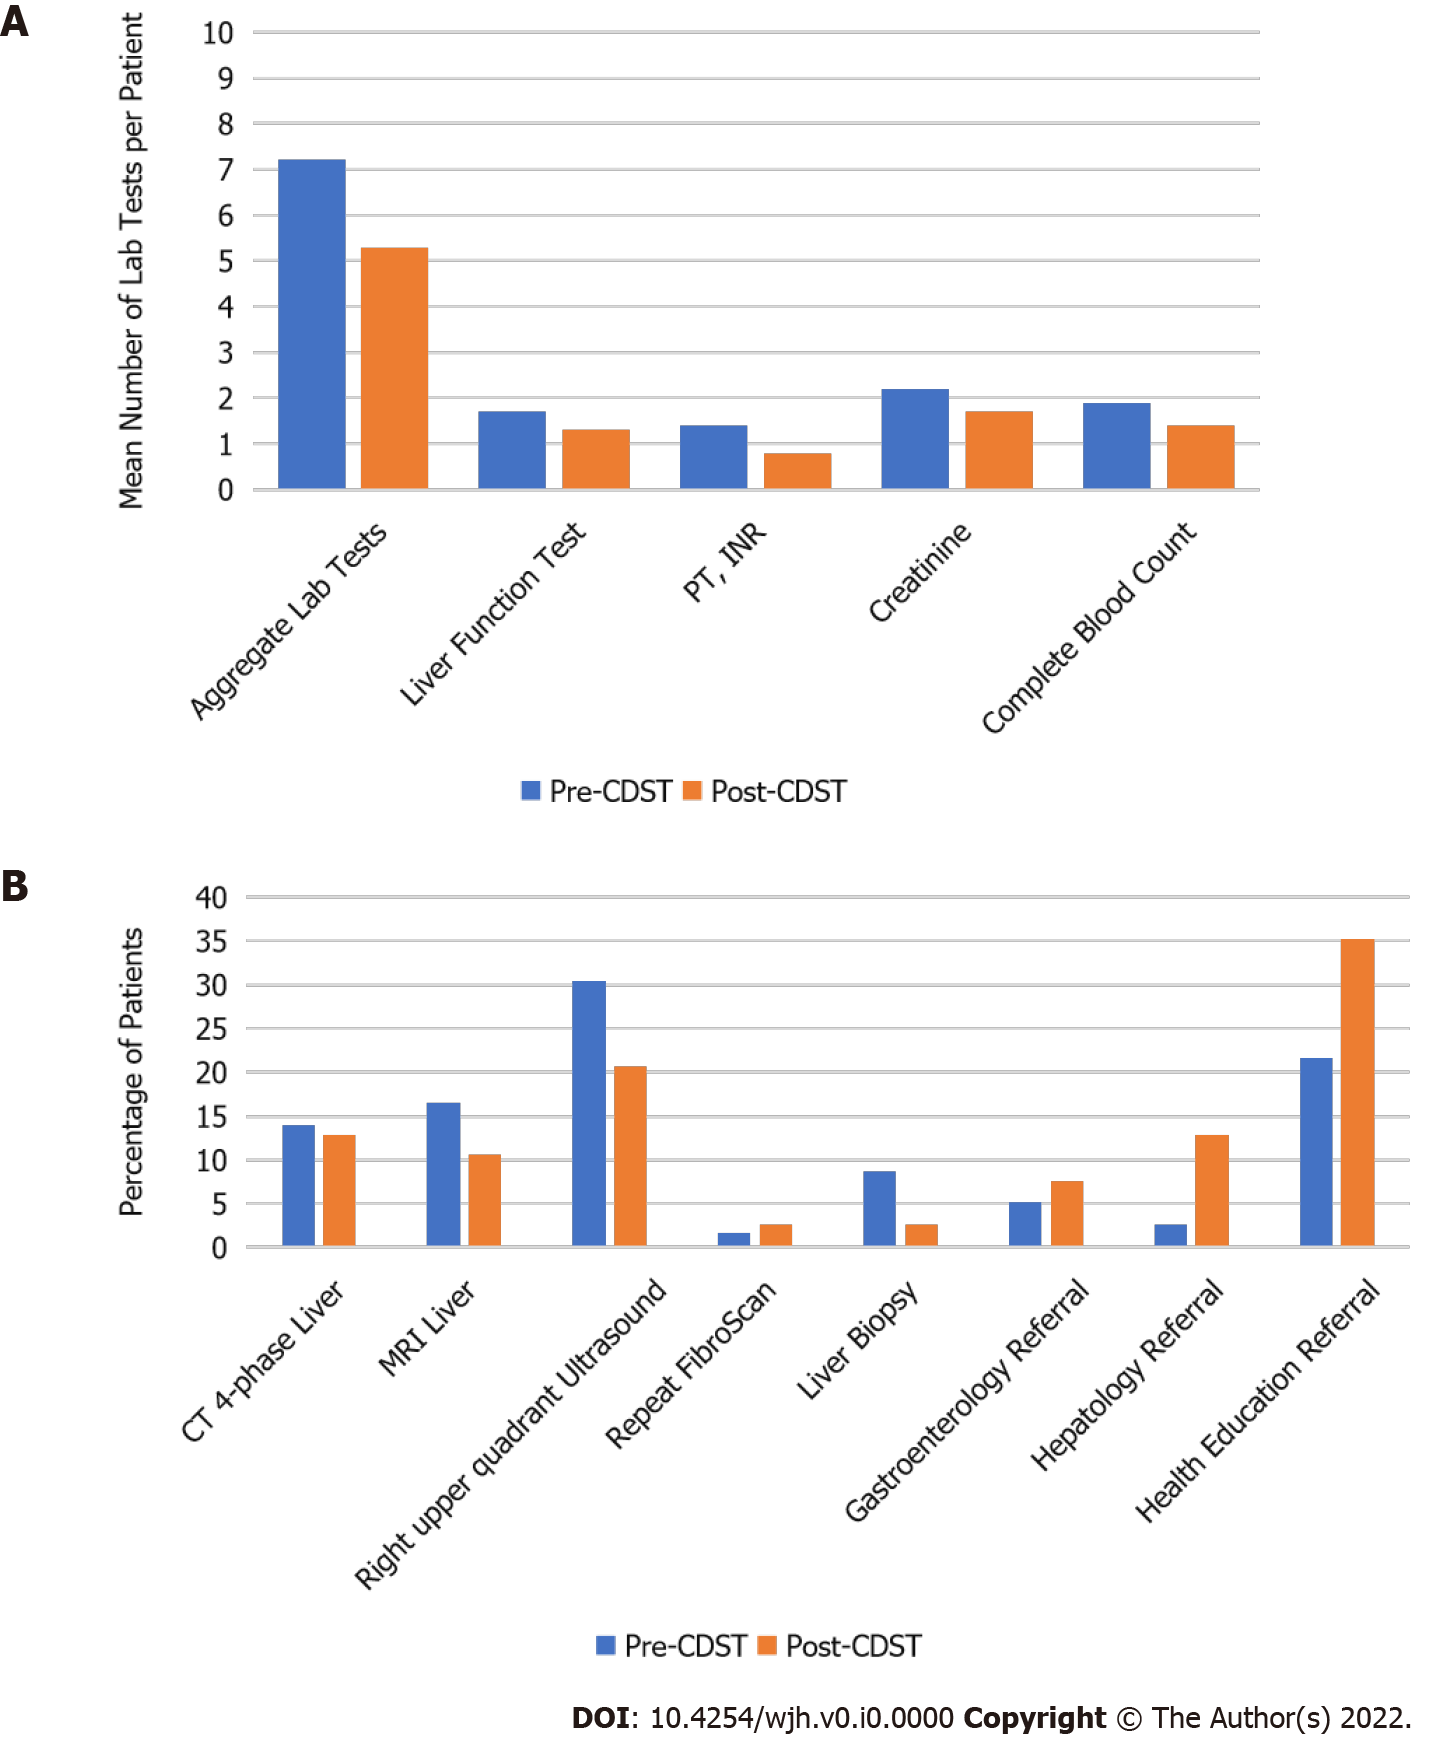 A
Mean Number of Lab Tests per Patient
10
9
8
7
6
5
4
3
2
1
0
Aggregate Lab Tests
Liver Function Test
PT, INR
Creatinine
Complete Blood Count
Pre-CDST Post-CDST
B
Percentage of Patients
40
35
30
25
20
15
10
5
0
CT 4-phase Liver
MRI Liver
Right upper quadrant Ultrasound
Repeat FibroScan
Liver Biopsy
Gastroenterology Referral
Hepatology Referral
Health Education Referral
Pre-CDST Post-CDST
DOI: 10.4254/wjh.v0.i0.0000 Copyright © The Author(s) 2022.